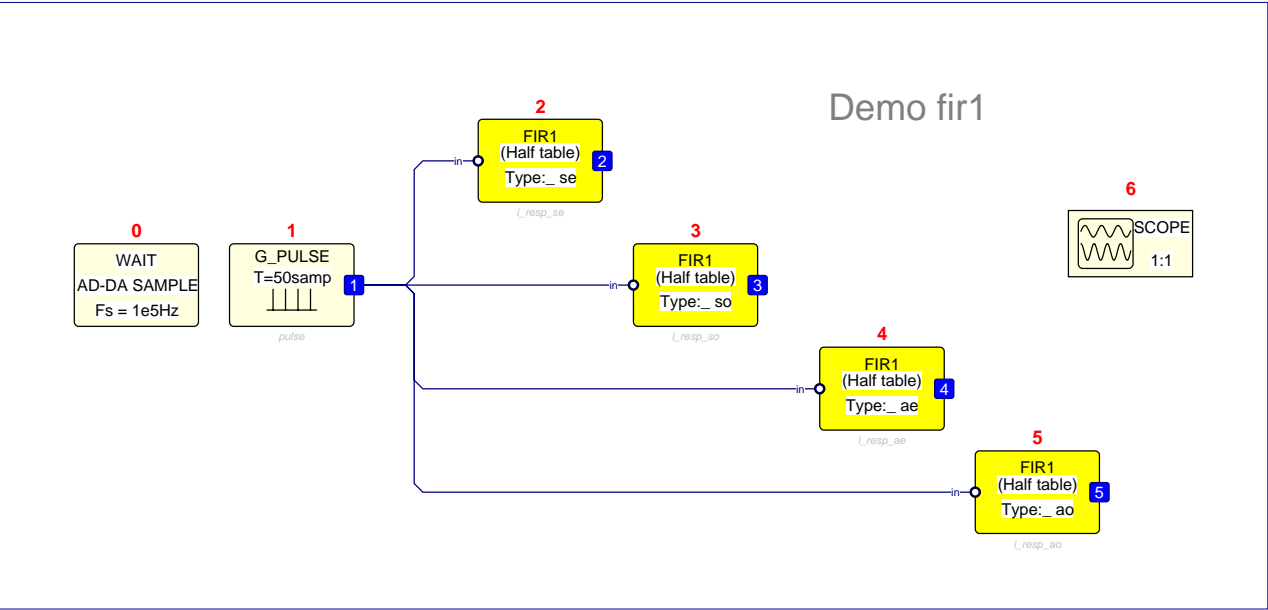 Demo fir1
2
FIR1
(Half table)
Type:_ se
in
2
i_resp_se
6
SCOPE
1:1
0
WAIT
AD-DA SAMPLE
Fs = 1e5Hz
1
G_PULSE
T=50samp
1
pulse
3
FIR1
(Half table)
Type:_ so
in
3
i_resp_so
4
FIR1
(Half table)
Type:_ ae
in
4
i_resp_ae
5
FIR1
(Half table)
Type:_ ao
in
5
i_resp_ao